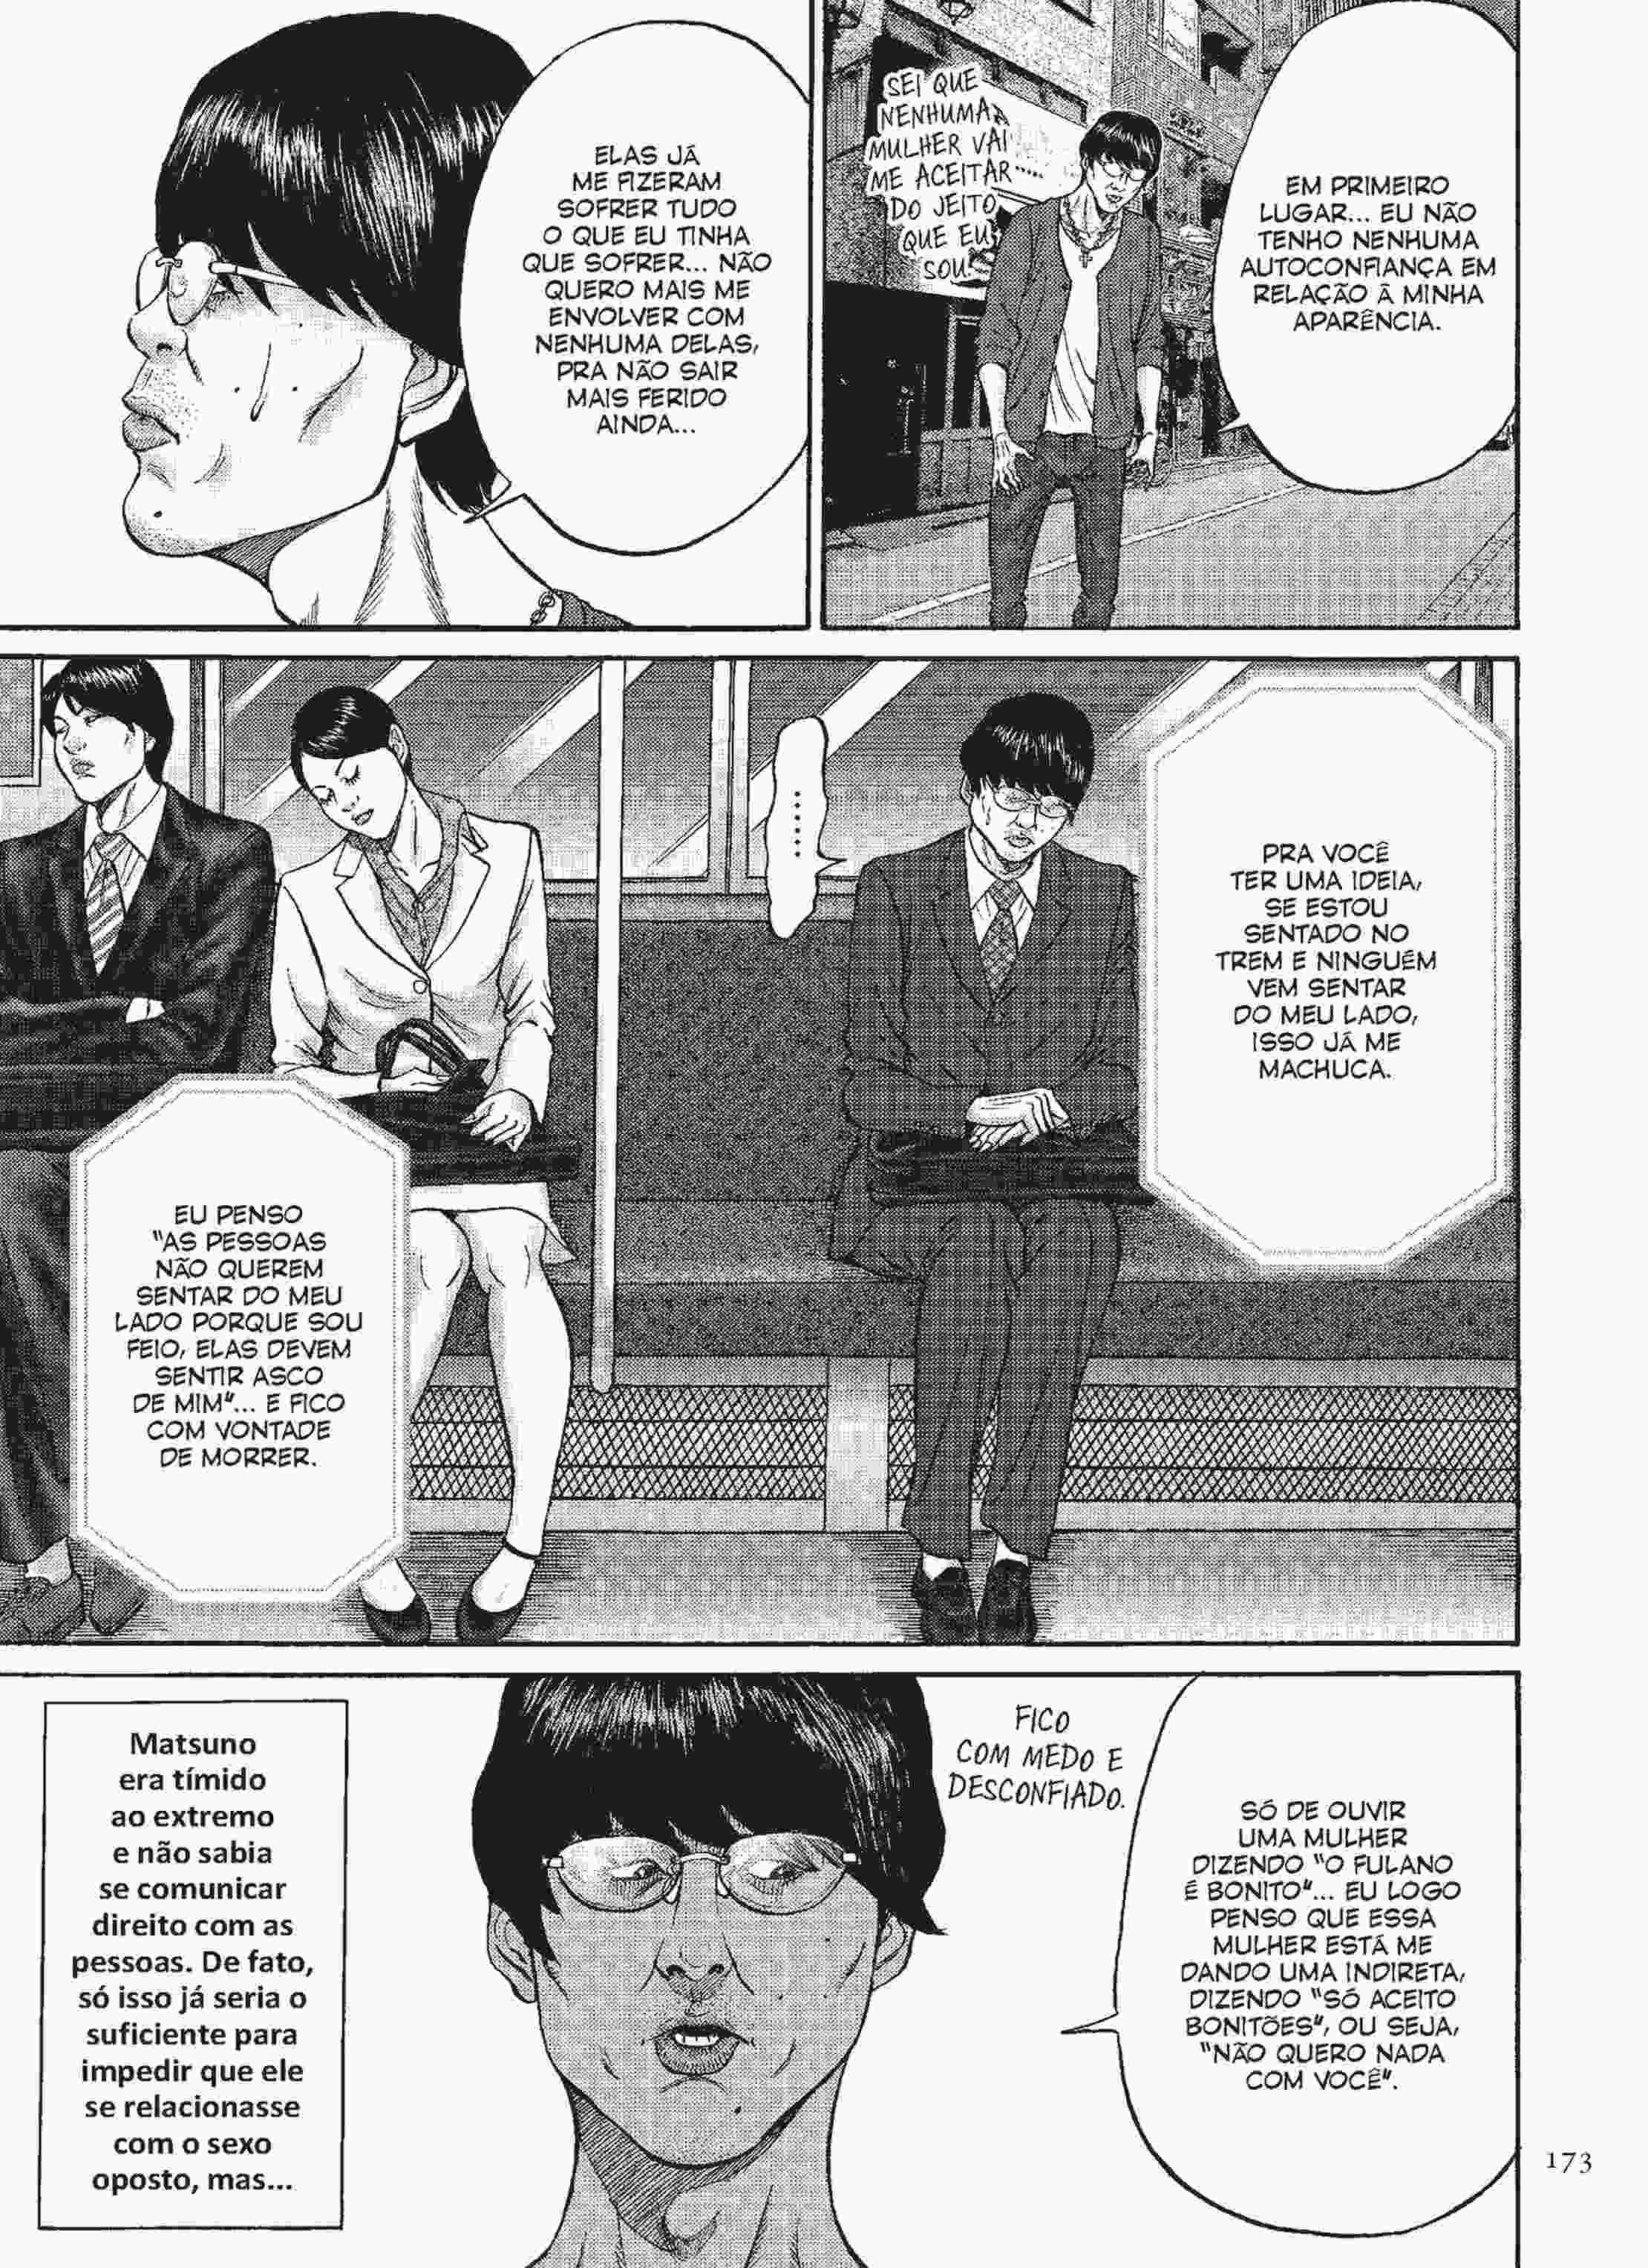 EM PRIMEIRO
LUGAR... EU NÃO
TENHO NENHUMA
AUTOCONFIANÇA EM
RELAÇÃO À MINHA
APARÊNCIA.
SEI QUE
NENHUMA
MULHER VAI
ME ACEITAR
DO JEITO
QUE EU
SOU.
ELAS JÁ
ME FIZERAM
SOFRER TUDO
O QUE EU TINHA
QUE SOFRER... NÃO
QUERO MAIS ME
ENVOLVER COM
NENHUMA DELAS,
PRA NÃO SAIR
MAIS FERIDO
AINDA...
PRA VOCÊ
TER UMA IDEIA,
SE ESTOU
SENTADO NO
TREM E NINGUÉM
VEM SENTAR
DO MEU LADO,
ISSO JÁ ME
MACHUCA.
......
EU PENSO
"AS PESSOAS
NÃO QUEREM
SENTAR DO MEU
LADO PORQUE SOU
FEIO, ELAS DEVEM
SENTIR ASCO
DE MIM"... E FICO
COM VONTADE
DE MORRER.
SÓ DE OUVIR
UMA MULHER
DIZENDO "O FULANO
É BONITO"... EU LOGO
PENSO QUE ESSA
MULHER ESTÁ ME
DANDO UMA INDIRETA,
DIZENDO "SÓ ACEITO
BONITÕES", OU SEJA,
"NÃO QUERO NADA
COM VOCÊ".
FICO
COM MEDO E
DESCONFIADO.
Matsuno
era tímido
ao extremo
e não sabia
se comunicar
direito com as
pessoas. De fato,
só isso já seria o
suficiente para
impedir que ele
se relacionasse
com o sexo
oposto, mas...
173